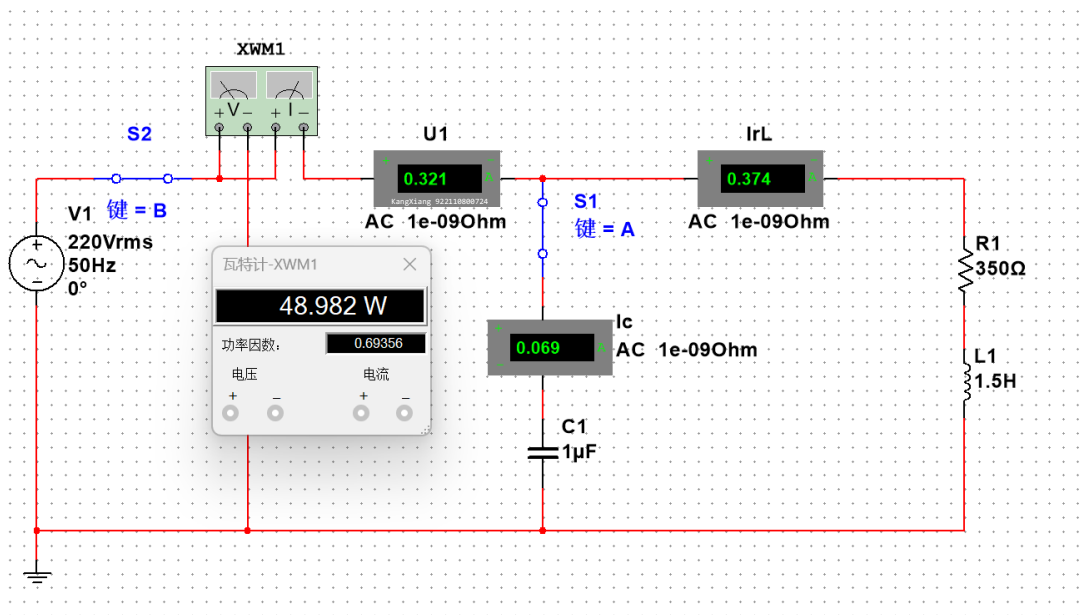 XWM1
V
I
+ - + -
S2
键 = B
V1
220Vrms
50Hz
0°
U1
0.321
A
KangXiang 922110800724
AC 1e-09Ohm
IrL
0.374
A
AC 1e-09Ohm
S1
键 = A
R1
350Ω
瓦特计-XWM1
48.982 W
功率因数:
0.69356
电压
电流
+ − + −
Ic
0.069
A
AC 1e-09Ohm
L1
1.5H
C1
1µF